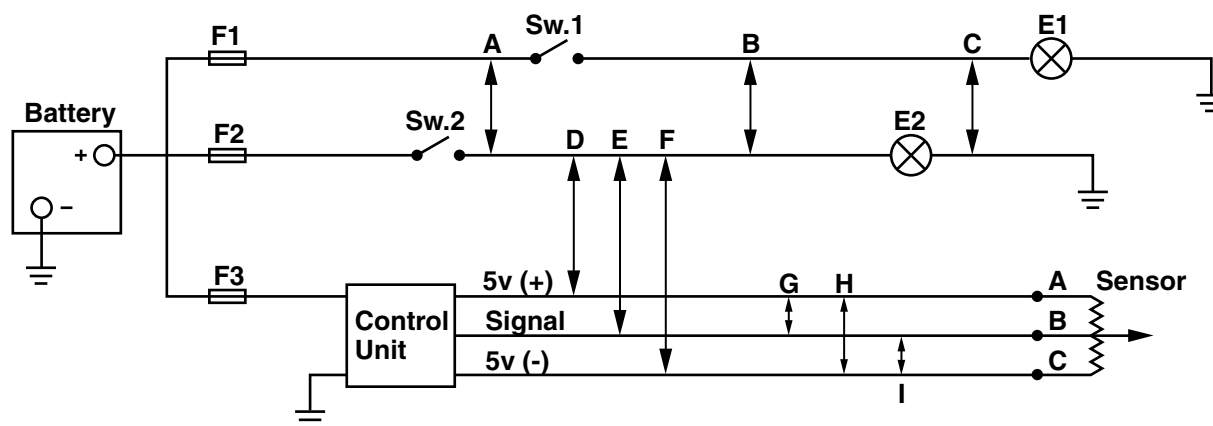 F1 A Sw.1 B C E1
Battery
+
−
F2 Sw.2 D E F E2
F3
Control
Unit
5v (+) G H A Sensor
Signal B
5v (-) I C